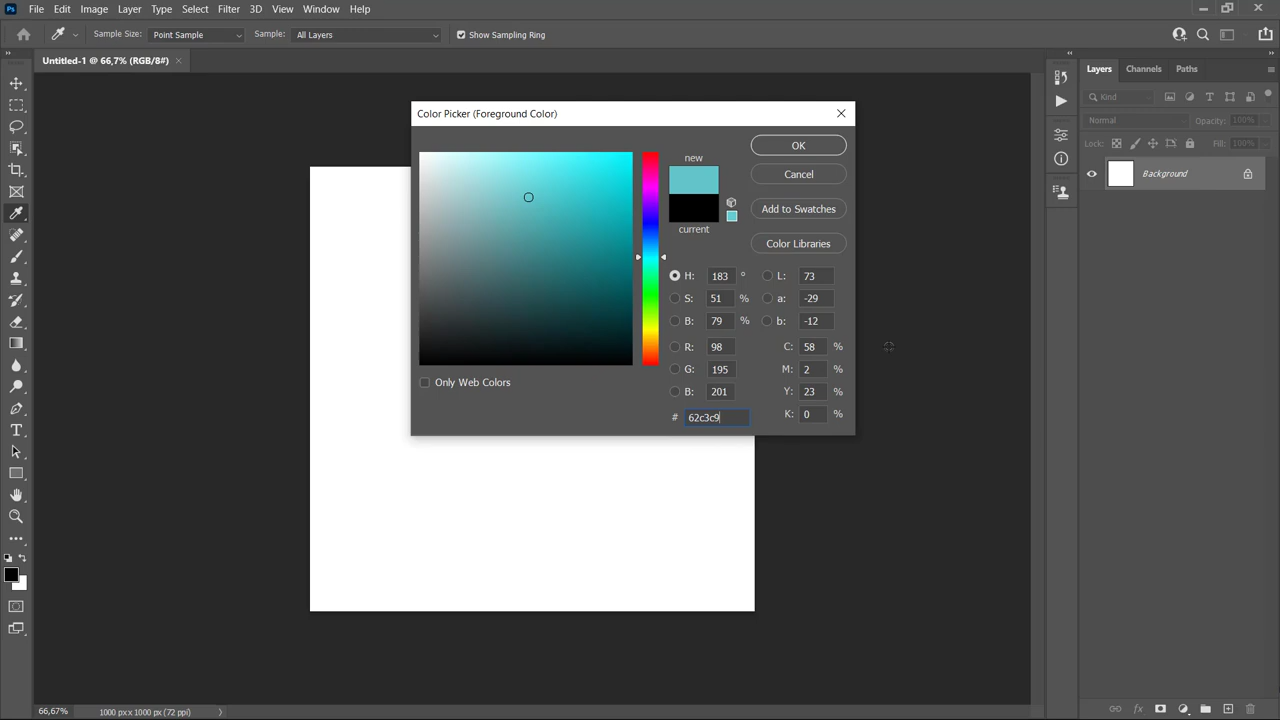 Ps File Edit Image Layer Type Select Filter 3D View Window Help
Sample Size: Point Sample Sample: All Layers Show Sampling Ring
Untitled-1 @ 66,7% (RGB/8#)
Color Picker (Foreground Color)
new
current
OK
Cancel
Add to Swatches
Color Libraries
H: 183 ° L: 73
S: 51 % a: -29
B: 79 % b: -12
R: 98 C: 58 %
G: 195 M: 2 %
B: 201 Y: 23 %
# 62c3c9 K: 0 %
Only Web Colors
Layers Channels Paths
Kind
Normal Opacity: 100%
Lock: Fill: 100%
Background
66,67% 1000 px x 1000 px (72 ppi)